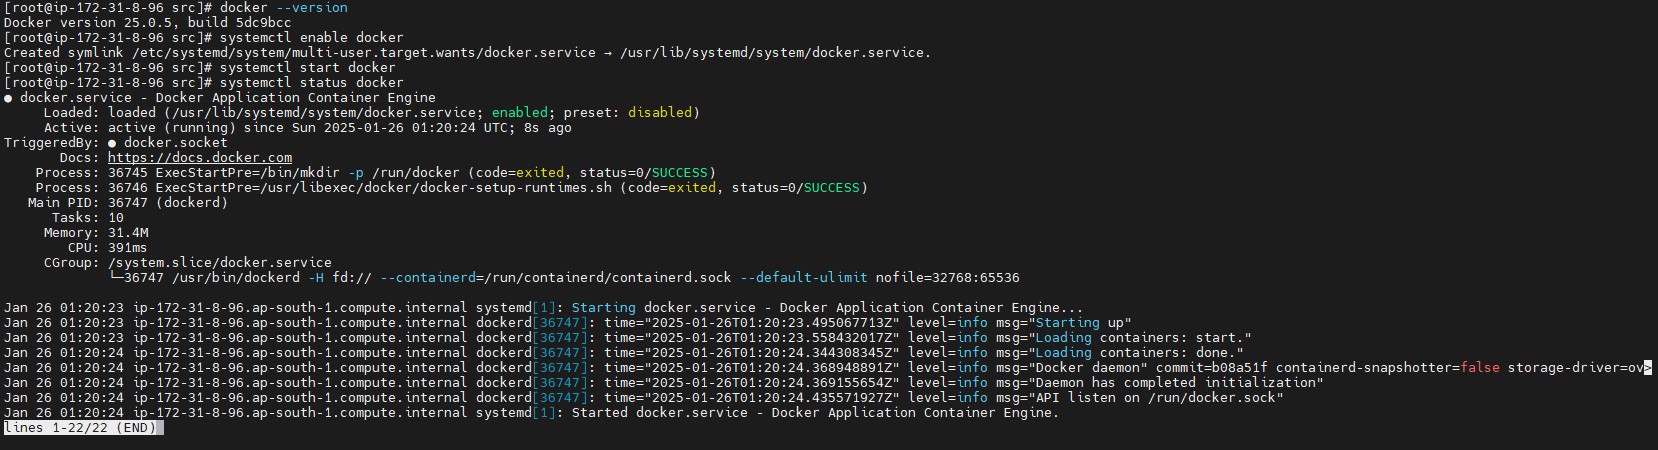 [root@ip-172-31-8-96 src]# docker --version
Docker version 25.0.5, build 5dc9bcc
[root@ip-172-31-8-96 src]# systemctl enable docker
Created symlink /etc/systemd/system/multi-user.target.wants/docker.service → /usr/lib/systemd/system/docker.service.
[root@ip-172-31-8-96 src]# systemctl start docker
[root@ip-172-31-8-96 src]# systemctl status docker
● docker.service - Docker Application Container Engine
Loaded: loaded (/usr/lib/systemd/system/docker.service; enabled; preset: disabled)
Active: active (running) since Sun 2025-01-26 01:20:24 UTC; 8s ago
TriggeredBy: ● docker.socket
Docs: https://docs.docker.com
Process: 36745 ExecStartPre=/bin/mkdir -p /run/docker (code=exited, status=0/SUCCESS)
Process: 36746 ExecStartPre=/usr/libexec/docker/docker-setup-runtimes.sh (code=exited, status=0/SUCCESS)
Main PID: 36747 (dockerd)
Tasks: 10
Memory: 31.4M
CPU: 391ms
CGroup: /system.slice/docker.service
└─36747 /usr/bin/dockerd -H fd:// --containerd=/run/containerd/containerd.sock --default-ulimit nofile=32768:65536
Jan 26 01:20:23 ip-172-31-8-96.ap-south-1.compute.internal systemd[1]: Starting docker.service - Docker Application Container Engine...
Jan 26 01:20:23 ip-172-31-8-96.ap-south-1.compute.internal dockerd[36747]: time="2025-01-26T01:20:23.495067713Z" level=info msg="Starting up"
Jan 26 01:20:23 ip-172-31-8-96.ap-south-1.compute.internal dockerd[36747]: time="2025-01-26T01:20:23.558432017Z" level=info msg="Loading containers: start."
Jan 26 01:20:24 ip-172-31-8-96.ap-south-1.compute.internal dockerd[36747]: time="2025-01-26T01:20:24.344308345Z" level=info msg="Loading containers: done."
Jan 26 01:20:24 ip-172-31-8-96.ap-south-1.compute.internal dockerd[36747]: time="2025-01-26T01:20:24.368948891Z" level=info msg="Docker daemon" commit=b08a51f containerd-snapshotter=false storage-driver=ov>
Jan 26 01:20:24 ip-172-31-8-96.ap-south-1.compute.internal dockerd[36747]: time="2025-01-26T01:20:24.369155654Z" level=info msg="Daemon has completed initialization"
Jan 26 01:20:24 ip-172-31-8-96.ap-south-1.compute.internal dockerd[36747]: time="2025-01-26T01:20:24.435571927Z" level=info msg="API listen on /run/docker.sock"
Jan 26 01:20:24 ip-172-31-8-96.ap-south-1.compute.internal systemd[1]: Started docker.service - Docker Application Container Engine.
lines 1-22/22 (END)